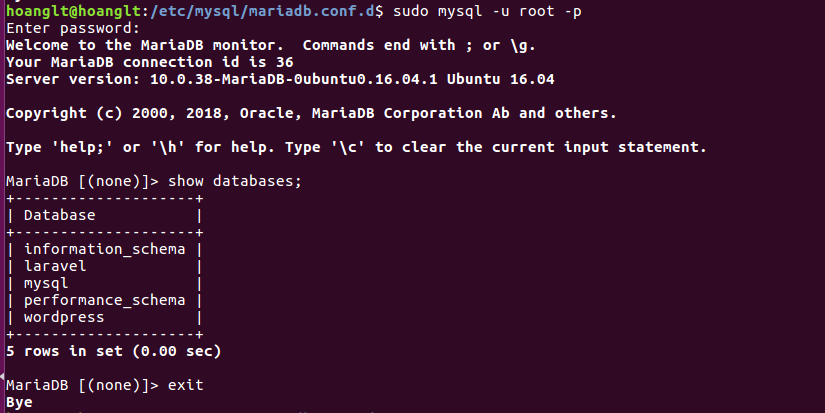 hoanglt@hoanglt:/etc/mysql/mariadb.conf.d$ sudo mysql -u root -p
Enter password:
Welcome to the MariaDB monitor.  Commands end with ; or \g.
Your MariaDB connection id is 36
Server version: 10.0.38-MariaDB-0ubuntu0.16.04.1 Ubuntu 16.04

Copyright (c) 2000, 2018, Oracle, MariaDB Corporation Ab and others.

Type 'help;' or '\h' for help. Type '\c' to clear the current input statement.

MariaDB [(none)]> show databases;
+--------------------+
| Database           |
+--------------------+
| information_schema |
| laravel            |
| mysql              |
| performance_schema |
| wordpress          |
+--------------------+
5 rows in set (0.00 sec)

MariaDB [(none)]> exit
Bye